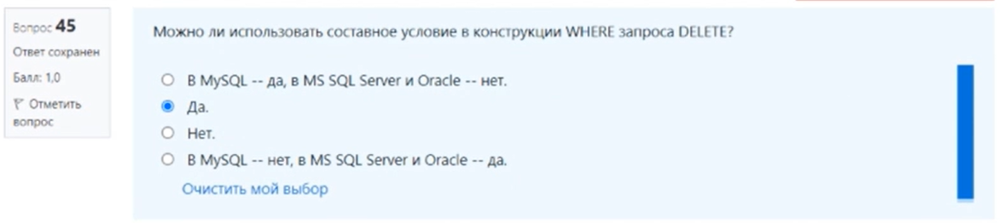 Вопрос 45
Ответ сохранен
Балл: 1,0
Отметить
вопрос
Можно ли использовать составное условие в конструкции WHERE запроса DELETE?
В MySQL -- да, в MS SQL Server и Oracle -- нет.
Да.
Нет.
В MySQL -- нет, в MS SQL Server и Oracle -- да.
Очистить мой выбор